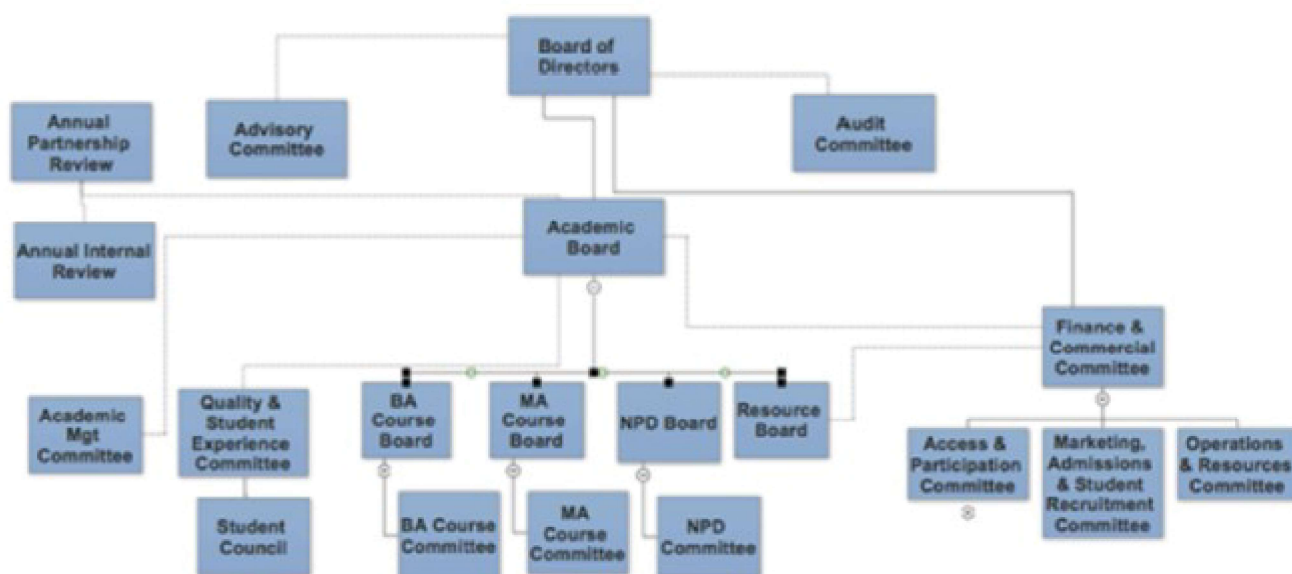 Board of
Directors
Annual
Partnership
Review
Advisory
Committee
Audit
Committee
Annual Internal
Review
Academic
Board
Finance &
Commercial
Committee
Academic
Mgt
Committee
Quality &
Student
Experience
Committee
BA
Course
Board
MA
Course
Board
NPD Board
Resource
Board
Access &
Participation
Committee
Marketing,
Admissions
& Student
Recruitment
Committee
Operations
& Resources
Committee
Student
Council
BA Course
Committee
MA
Course
Committee
NPD
Committee